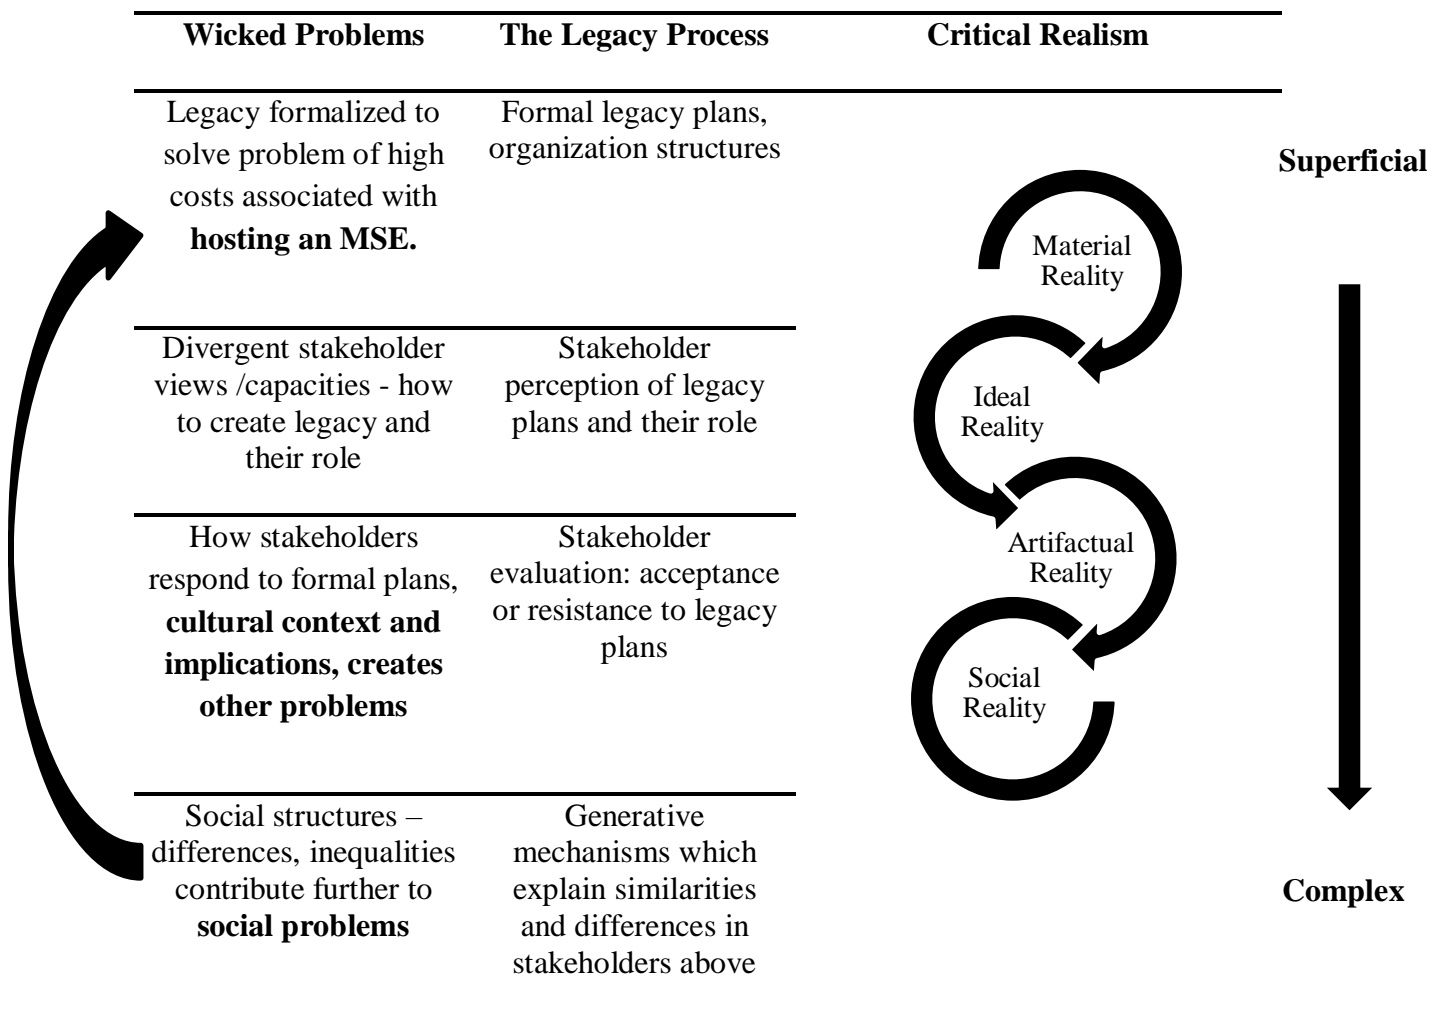 Wicked Problems
The Legacy Process
Critical Realism
Legacy formalized to
solve problem of high
costs associated with
hosting an MSE.
Formal legacy plans,
organization structures
Superficial
Material
Reality
Divergent stakeholder
views /capacities - how
to create legacy and
their role
Stakeholder
perception of legacy
plans and their role
Ideal
Reality
How stakeholders
respond to formal plans,
cultural context and
implications, creates
other problems
Stakeholder
evaluation: acceptance
or resistance to legacy
plans
Artifactual
Reality
Social
Reality
Social structures –
differences, inequalities
contribute further to
social problems
Generative
mechanisms which
explain similarities
and differences in
stakeholders above
Complex